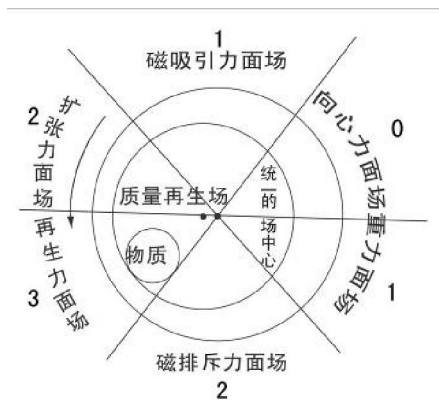 1
磁吸引力面场
2
扩张力面场
向心力面场
0
统一的场中心
质量再生场
物质
再生力面场
3
重力面场
1
磁排斥力面场
2